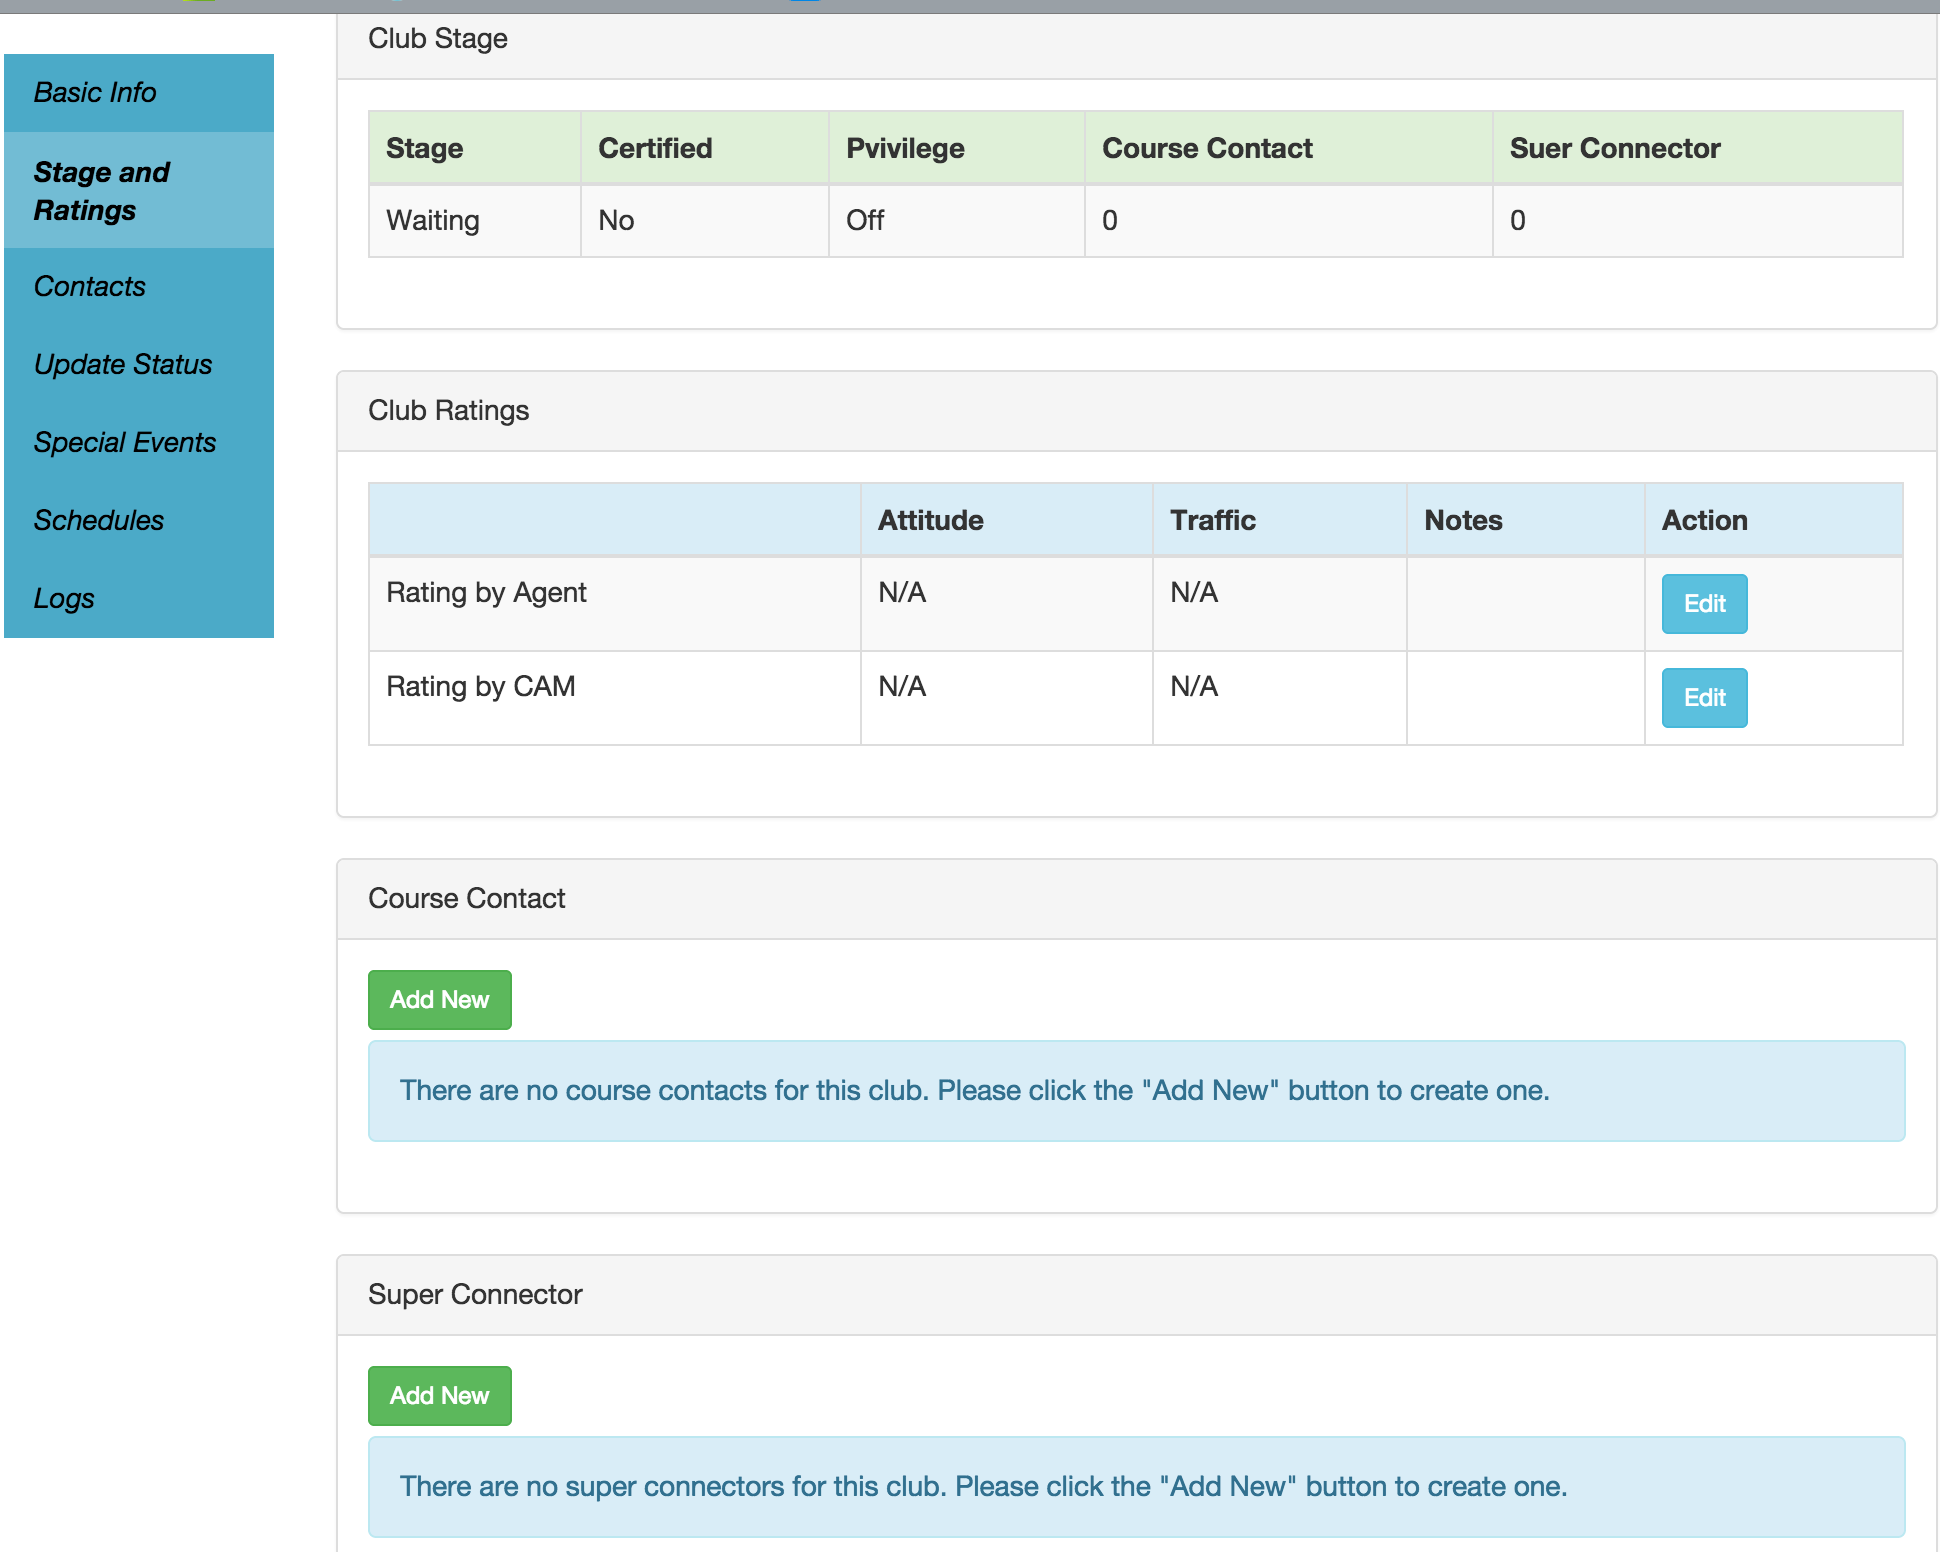 Basic Info
Stage and
Ratings
Contacts
Update Status
Special Events
Schedules
Logs
Club Stage
Stage Certified Pvivilege Course Contact Suer Connector
Waiting No Off 0 0
Club Ratings
Attitude Traffic Notes Action
Rating by Agent N/A N/A Edit
Rating by CAM N/A N/A Edit
Course Contact
Add New
There are no course contacts for this club. Please click the "Add New" button to create one.
Super Connector
Add New
There are no super connectors for this club. Please click the "Add New" button to create one.